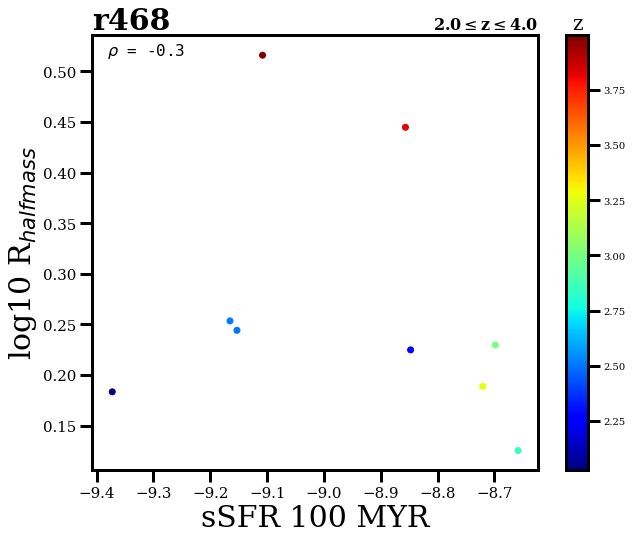 r468
2.0 ≤ z ≤ 4.0
z
ρ = -0.3
0.50
0.45
0.40
0.35
0.30
0.25
0.20
0.15
log10 R_halfmass
3.75
3.50
3.25
3.00
2.75
2.50
2.25
−9.4 −9.3 −9.2 −9.1 −9.0 −8.9 −8.8 −8.7
sSFR 100 MYR